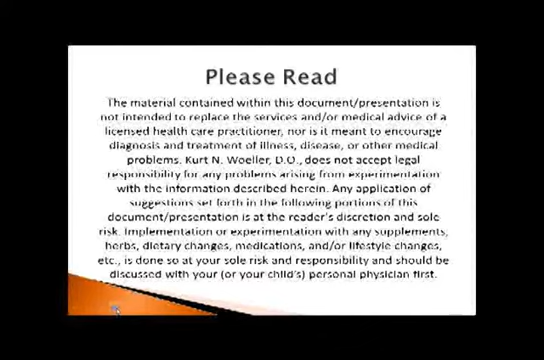 Please Read
The material contained within this document/presentation is
not intended to replace the services and/or medical advice of a
licensed health care practitioner, nor is it meant to encourage
diagnosis and treatment of illness, disease, or other medical
problems. Kurt N. Woeller, D.O., does not accept legal
responsibility for any problems arising from experimentation
with the information described herein. Any application of
suggestions set forth in the following portions of this
document/presentation is at the reader's discretion and sole
risk. Implementation or experimentation with any supplements,
herbs, dietary changes, medications, and/or lifestyle changes,
etc., is done so at your sole risk and responsibility and should be
discussed with your (or your child's) personal physician first.